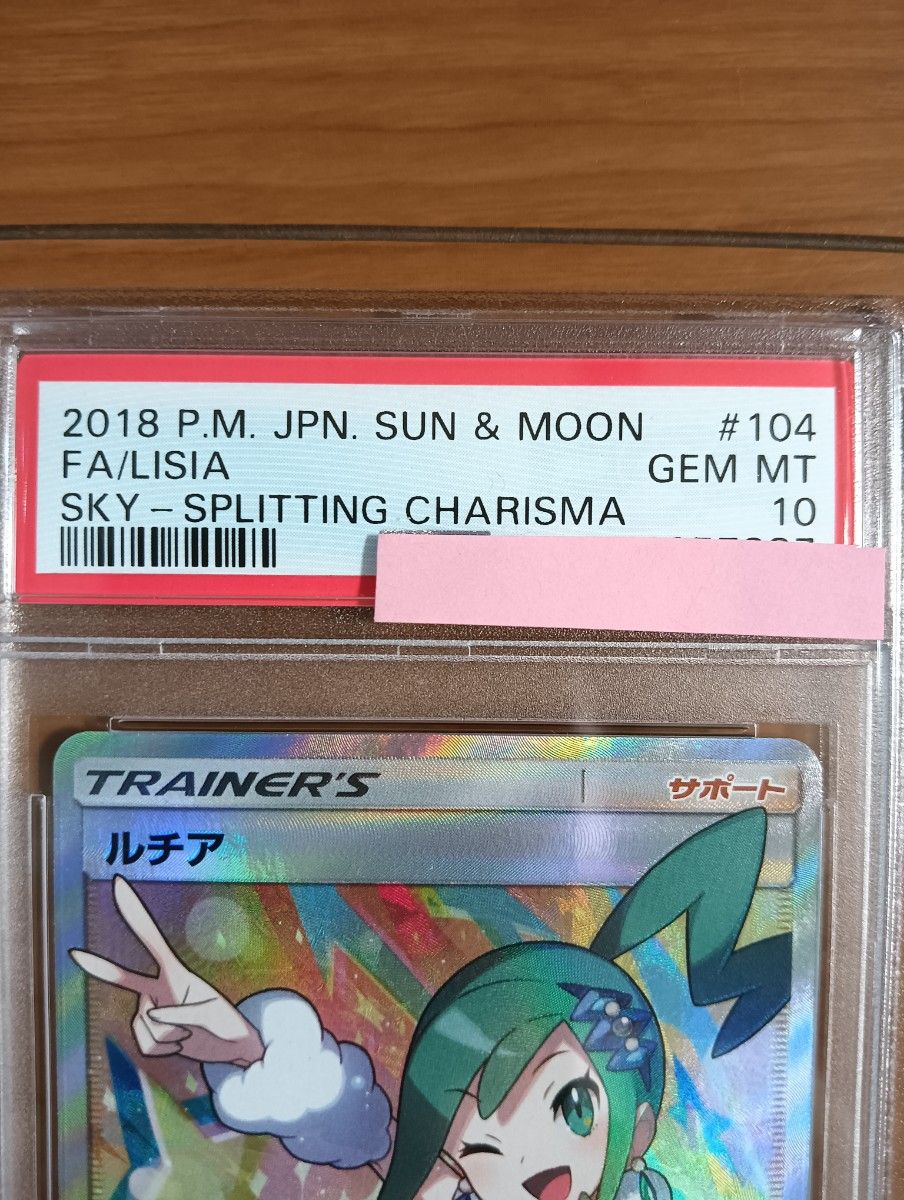 2018 P.M. JPN. SUN & MOON #104
FA/LISIA GEM MT
SKY-SPLITTING CHARISMA 10
TRAINER'S サポート
ルチア